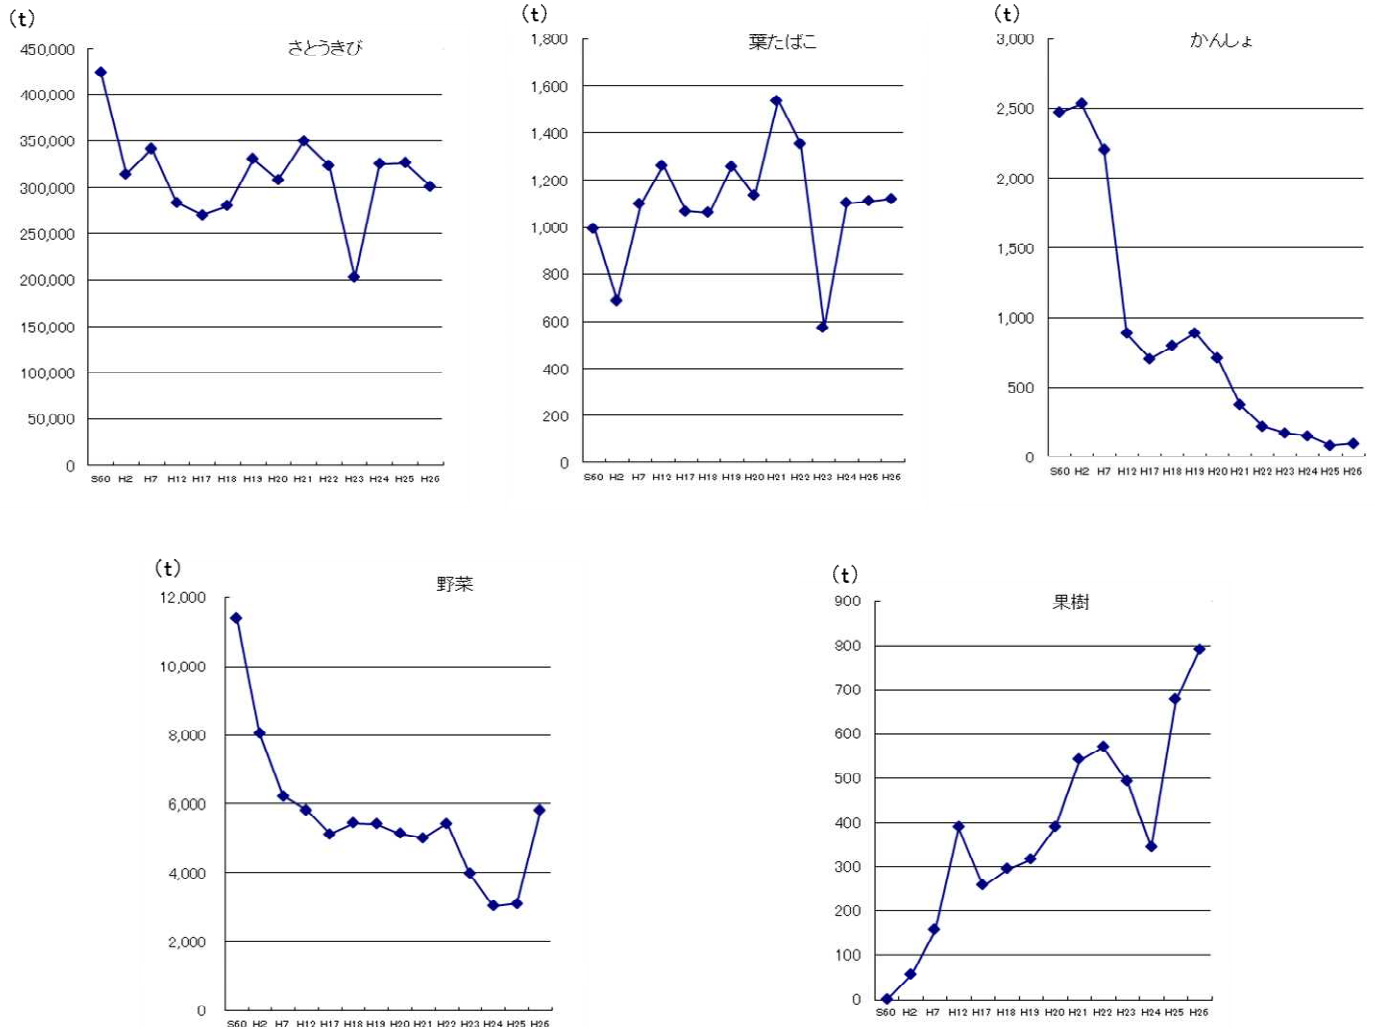 (t)
さとうきび
450,000
400,000
350,000
300,000
250,000
200,000
150,000
100,000
50,000
0
S60 H2 H7 H12 H17 H18 H19 H20 H21 H22 H23 H24 H25 H26
(t)
葉たばこ
1,800
1,600
1,400
1,200
1,000
800
600
400
200
0
S60 H2 H7 H12 H17 H18 H19 H20 H21 H22 H23 H24 H25 H26
(t)
かんしょ
3,000
2,500
2,000
1,500
1,000
500
0
S60 H2 H7 H12 H17 H18 H19 H20 H21 H22 H23 H24 H25 H26
(t)
野菜
12,000
10,000
8,000
6,000
4,000
2,000
0
S60 H2 H7 H12 H17 H18 H19 H20 H21 H22 H23 H24 H25 H26
(t)
果樹
900
800
700
600
500
400
300
200
100
0
S60 H2 H7 H12 H17 H18 H19 H20 H21 H22 H23 H24 H25 H26